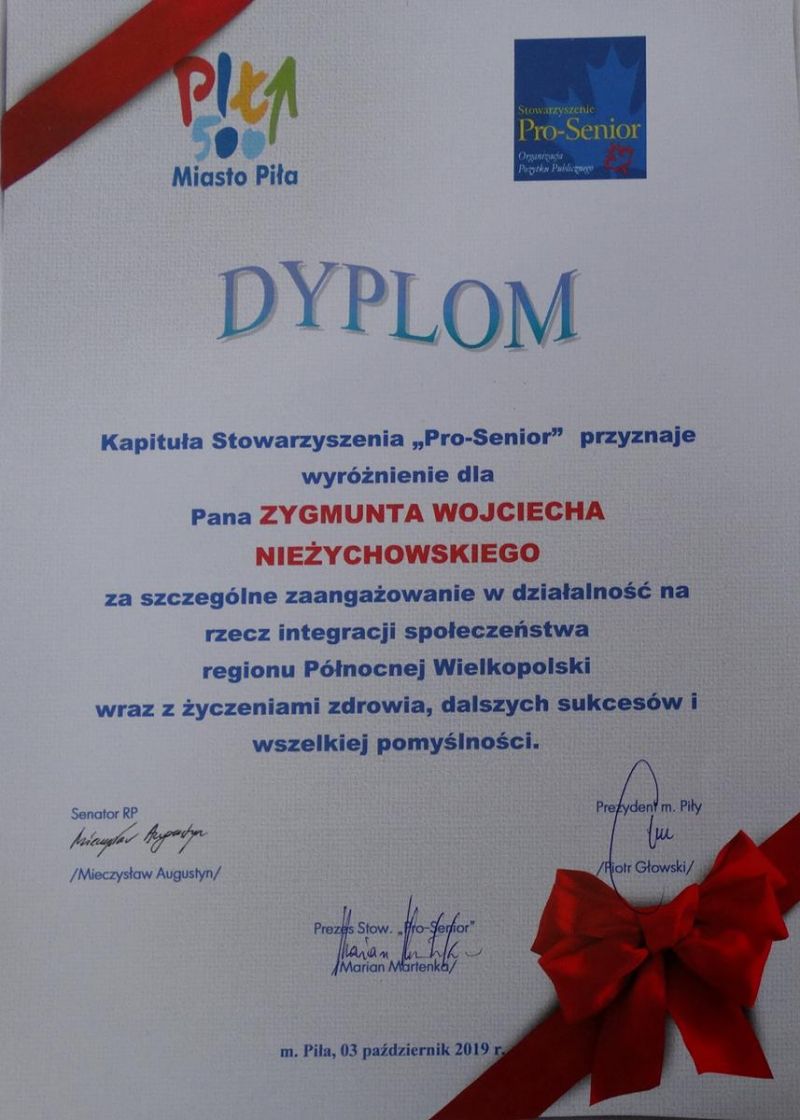 Piła
500
Miasto Piła
Stowarzyszenie
Pro-Senior
Organizacja
Pożytku Publicznego
DYPLOM
Kapituła Stowarzyszenia „Pro-Senior” przyznaje
wyróżnienie dla
Pana ZYGMUNTA WOJCIECHA
NIEŻYCHOWSKIEGO
za szczególne zaangażowanie w działalność na
rzecz integracji społeczeństwa
regionu Północnej Wielkopolski
wraz z życzeniami zdrowia, dalszych sukcesów i
wszelkiej pomyślności.
Senator RP
Mieczysław Augustyn
/Mieczysław Augustyn/
Prezydent m. Piły
/Piotr Głowski/
Prezes Stow. „Pro-Senior”
Marian
/Marian Martenka/
m. Piła, 03 październik 2019 r.